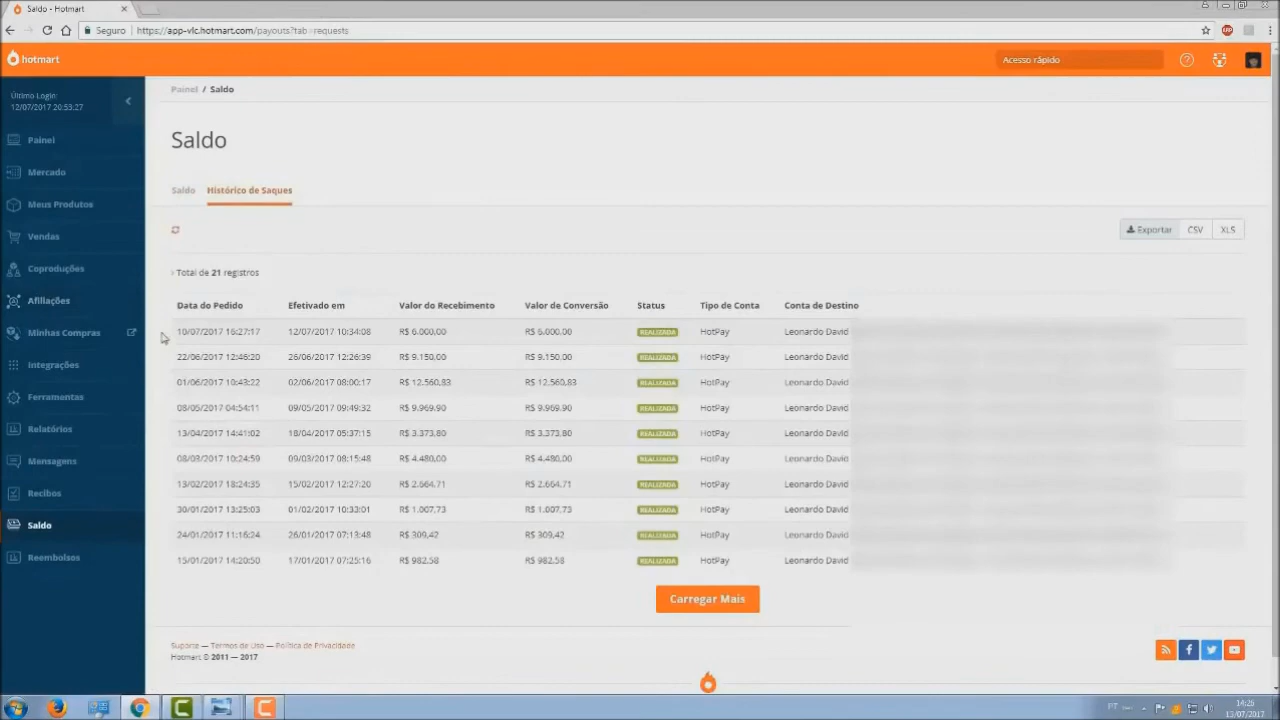 Saldo - Hotmart
Seguro https://app-vlc.hotmart.com/payouts?tab=requests
hotmart
Acesso rápido
Último Login:
12/07/2017 20:53:27
Painel
Mercado
Meus Produtos
Vendas
Coproduções
Afiliações
Minhas Compras
Integrações
Ferramentas
Relatórios
Mensagens
Recibos
Saldo
Reembolsos
Painel / Saldo
Saldo
Saldo Histórico de Saques
Exportar CSV XLS
› Total de 21 registros
Data do Pedido Efetivado em Valor do Recebimento Valor de Conversão Status Tipo de Conta Conta de Destino
10/07/2017 16:27:17 12/07/2017 10:34:08 R$ 6.000,00 R$ 6.000,00 REALIZADA HotPay Leonardo David
22/06/2017 12:46:20 26/06/2017 12:26:39 R$ 9.150,00 R$ 9.150,00 REALIZADA HotPay Leonardo David
01/06/2017 10:43:22 02/06/2017 08:00:17 R$ 12.560,83 R$ 12.560,83 REALIZADA HotPay Leonardo David
08/05/2017 04:54:11 09/05/2017 09:49:32 R$ 9.969,90 R$ 9.969,90 REALIZADA HotPay Leonardo David
13/04/2017 14:41:02 18/04/2017 05:37:15 R$ 3.373,80 R$ 3.373,80 REALIZADA HotPay Leonardo David
08/03/2017 10:24:59 09/03/2017 08:15:48 R$ 4.480,00 R$ 4.480,00 REALIZADA HotPay Leonardo David
13/02/2017 18:24:35 15/02/2017 12:27:20 R$ 2.664,71 R$ 2.664,71 REALIZADA HotPay Leonardo David
30/01/2017 13:25:03 01/02/2017 10:33:01 R$ 1.007,73 R$ 1.007,73 REALIZADA HotPay Leonardo David
24/01/2017 11:16:24 26/01/2017 07:13:48 R$ 309,42 R$ 309,42 REALIZADA HotPay Leonardo David
15/01/2017 14:20:50 17/01/2017 07:25:16 R$ 982,58 R$ 982,58 REALIZADA HotPay Leonardo David
Carregar Mais
Suporte — Termos de Uso — Política de Privacidade
Hotmart © 2011 — 2017
PT
14:26
13/07/2017